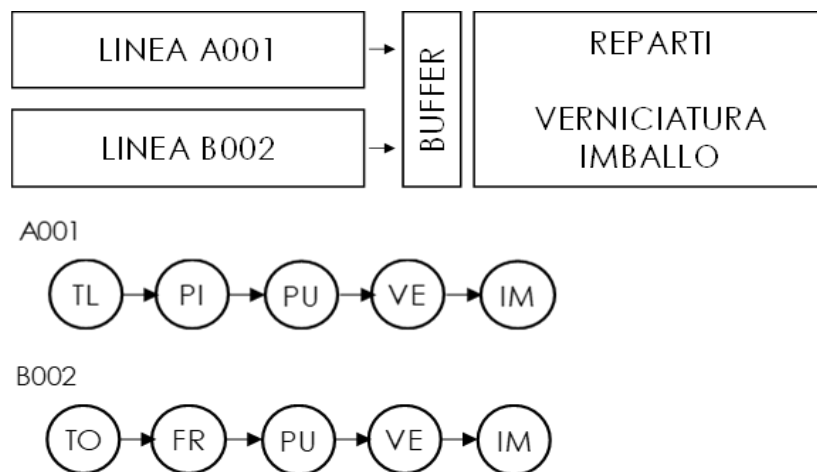 LINEA A001
LINEA B002
BUFFER
REPARTI
VERNICIATURA
IMBALLO
A001
TL
PI
PU
VE
IM
B002
TO
FR
PU
VE
IM